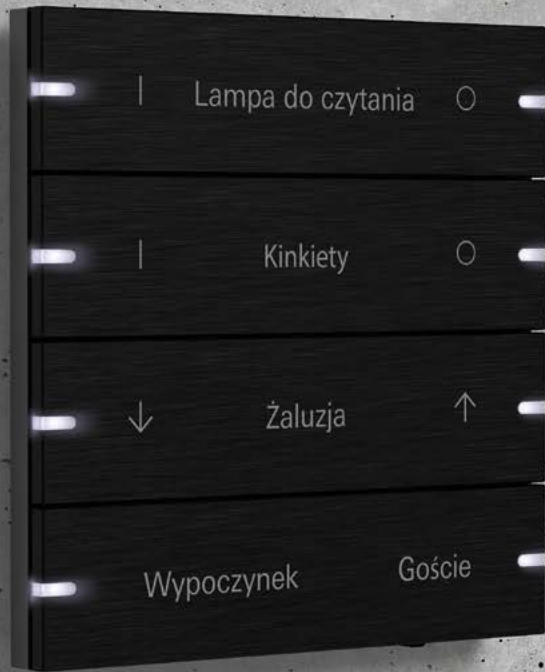 | Lampa do czytania O
| Kinkiety O
↓ Żaluzja ↑
Wypoczynek Goście